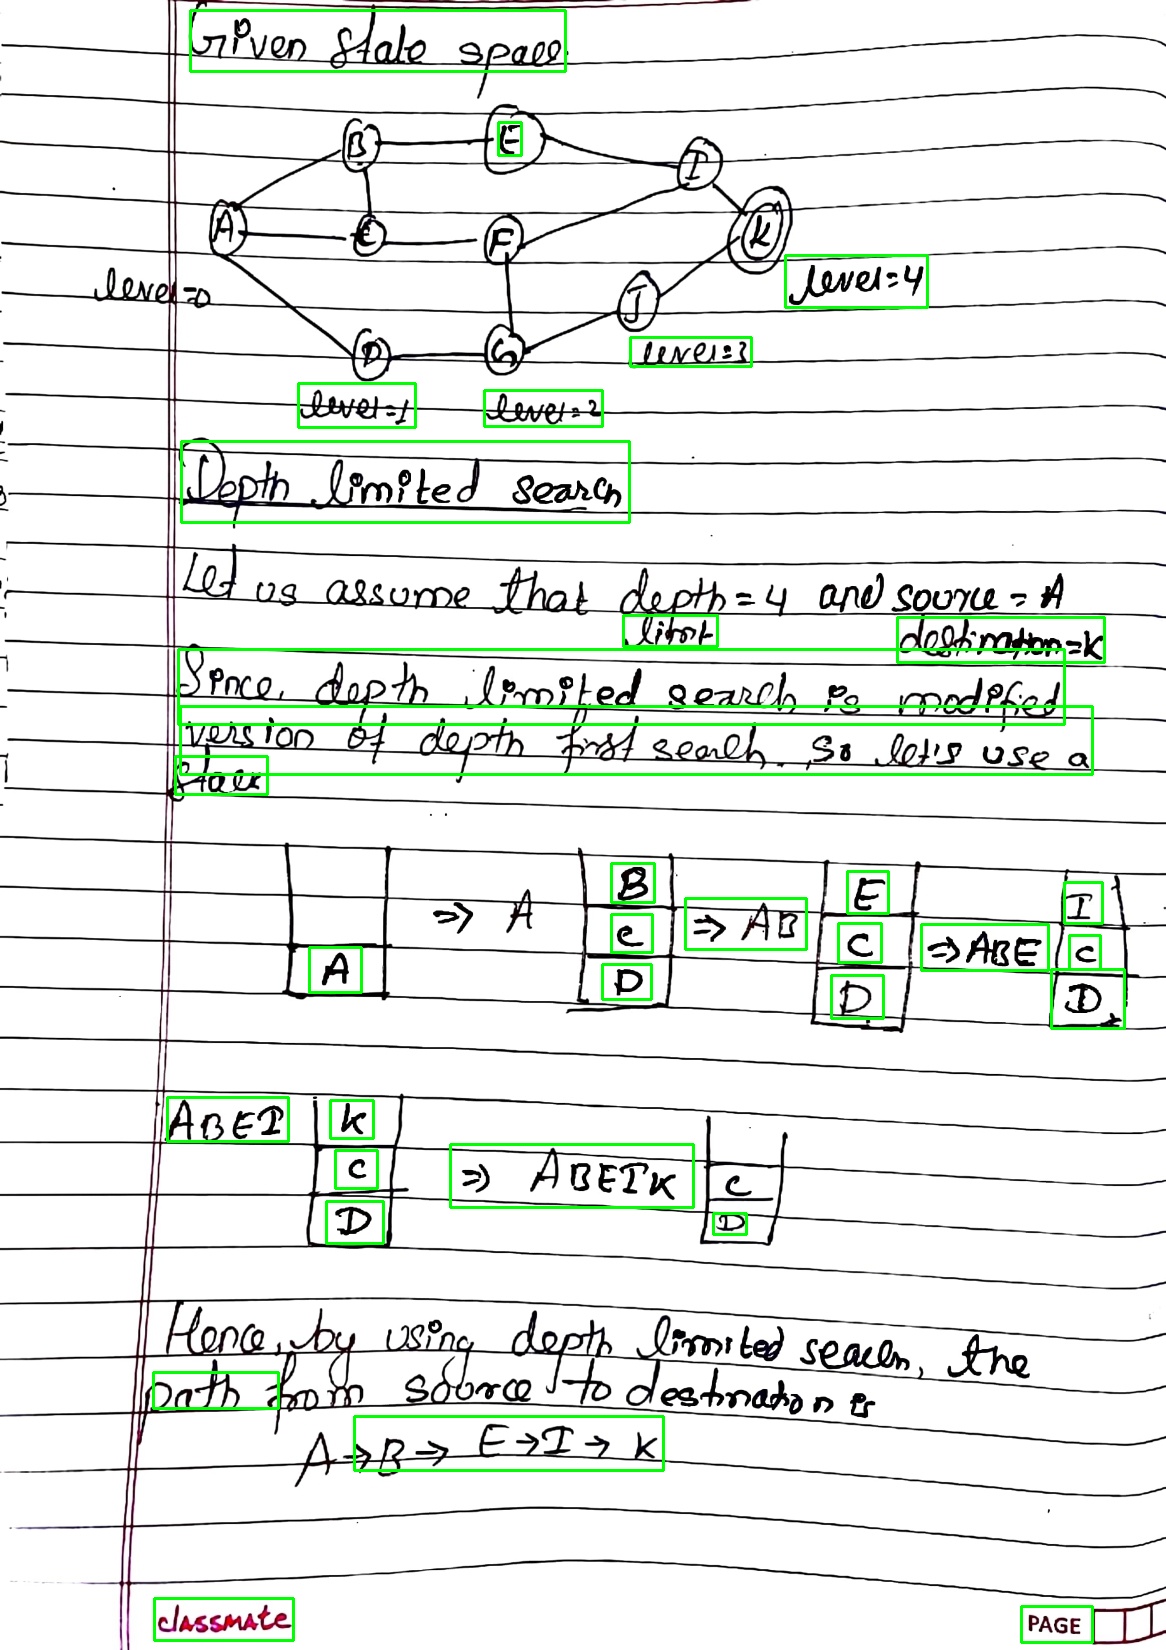 Given state space
B E I
A C F K
level=0 level=4
J
D G level=3
level=1 level=2
Depth limited search
Let us assume that depth = 4 and source = A
limit destination=K
Since, depth limited search is modified
version of depth first search. So let's use a
stack
B E I
⇒ A C ⇒ AB C ⇒ ABE C
A D D D
ABEI K
C ⇒ ABEIK C
D D
Hence, by using depth limited search, the
path from source to destination is
A → B → E → I → K
classmate PAGE